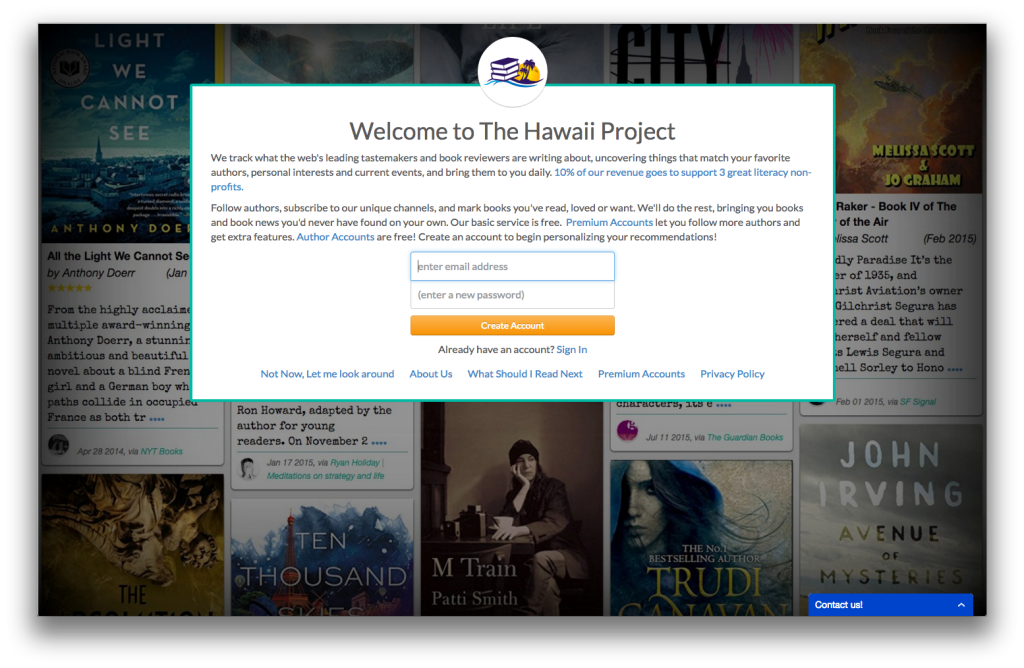 LIGHT
WE
CANNOT
SEE
ANTHONY DOER
CITY
MELISSA SCOTT
&
JO GRAHAM
Welcome to The Hawaii Project
We track what the web's leading tastemakers and book reviewers are writing about, uncovering things that match your favorite
authors, personal interests and current events, and bring them to you daily. 10% of our revenue goes to support 3 great literacy non-
profits.
Follow authors, subscribe to our unique channels, and mark books you've read, loved or want. We'll do the rest, bringing you books
and book news you'd never have found on your own. Our basic service is free. Premium Accounts let you follow more authors and
get extra features. Author Accounts are free! Create an account to begin personalizing your recommendations!
enter email address
(enter a new password)
Create Account
Already have an account? Sign In
Not Now, Let me look around About Us What Should I Read Next Premium Accounts Privacy Policy
All the Light We Cannot Se
by Anthony Doerr (Jan
From the highly acclaime
multiple award-winning
Anthony Doerr, a stunnin
ambitious and beautiful
novel about a blind Fren
girl and a German boy wh
paths collide in occupied
France as both tr ....
Apr 28 2014, via NYT Books
Ron Howard, adapted by the
author for young
readers. On November 2 ....
Jan 17 2015, via Ryan Holiday |
Meditations on strategy and life
characters, its e ....
Jul 11 2015, via The Guardian Books
Raker - Book IV of The
of the Air
lissa Scott (Feb 2015)
dly Paradise It's the
er of 1935, and
urist Aviation's owner
Gilchrist Segura has
ered a deal that will
herself and fellow
s Lewis Segura and
ell Sorley to Hono ....
Feb 01 2015, via SF Signal
THE
TEN
THOUSAND
SKIES
M Train
Patti Smith
THE No.1
BESTSELLING AUTHOR
TRUDI
CANAVAN
JOHN
IRVING
AVENUE
OF
MYSTERIES
Contact us!